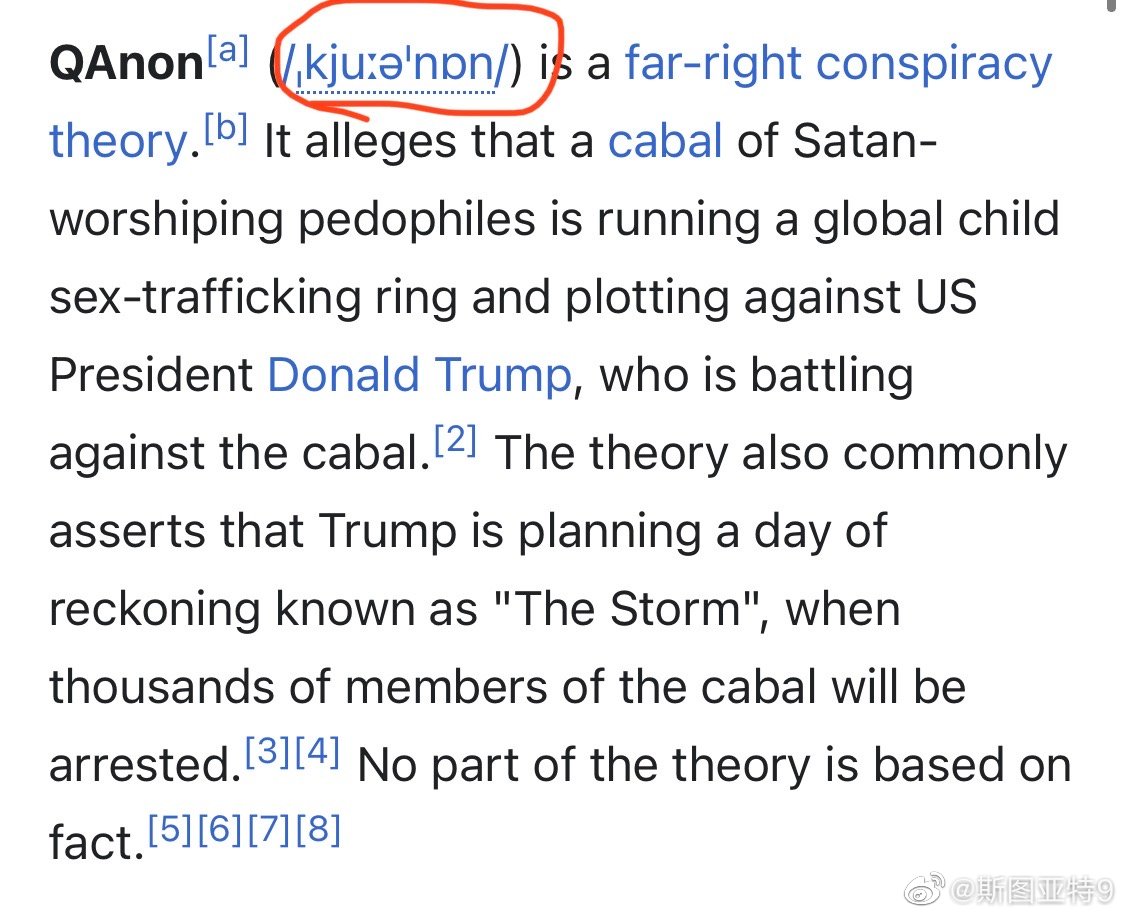 QAnon[a] (/ˌkjuːəˈnɒn/) is a far-right conspiracy
theory.[b] It alleges that a cabal of Satan-
worshiping pedophiles is running a global child
sex-trafficking ring and plotting against US
President Donald Trump, who is battling
against the cabal.[2] The theory also commonly
asserts that Trump is planning a day of
reckoning known as "The Storm", when
thousands of members of the cabal will be
arrested.[3][4] No part of the theory is based on
fact.[5][6][7][8]
@斯图亚特9